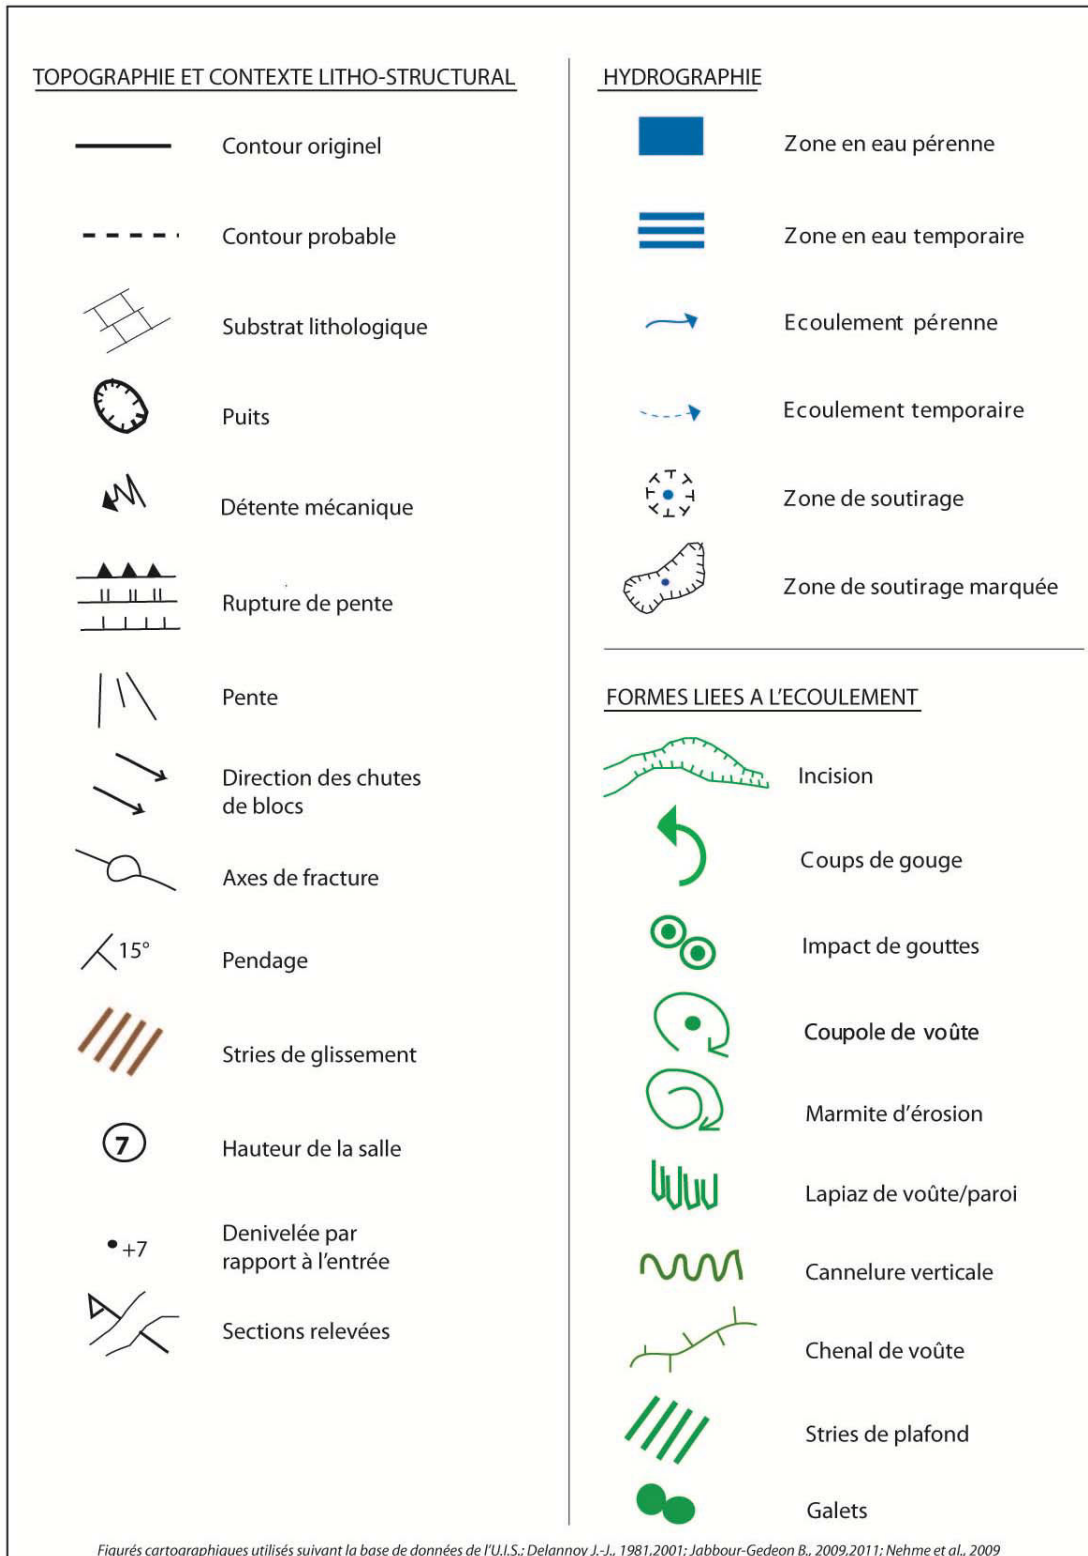 TOPOGRAPHIE ET CONTEXTE LITHO-STRUCTURAL
Contour originel
Contour probable
Substrat lithologique
Puits
Détente mécanique
Rupture de pente
Pente
Direction des chutes
de blocs
Axes de fracture
15°
Pendage
Stries de glissement
7
Hauteur de la salle
+7
Denivelée par
rapport à l'entrée
Sections relevées
HYDROGRAPHIE
Zone en eau pérenne
Zone en eau temporaire
Ecoulement pérenne
Ecoulement temporaire
Zone de soutirage
Zone de soutirage marquée
FORMES LIEES A L'ECOULEMENT
Incision
Coups de gouge
Impact de gouttes
Coupole de voûte
Marmite d'érosion
Lapiaz de voûte/paroi
Cannelure verticale
Chenal de voûte
Stries de plafond
Galets
Figurés cartographiques utilisés suivant la base de données de l'U.I.S.; Delannoy J.-J., 1981,2001; Jabbour-Gedeon B., 2009,2011; Nehme et al., 2009